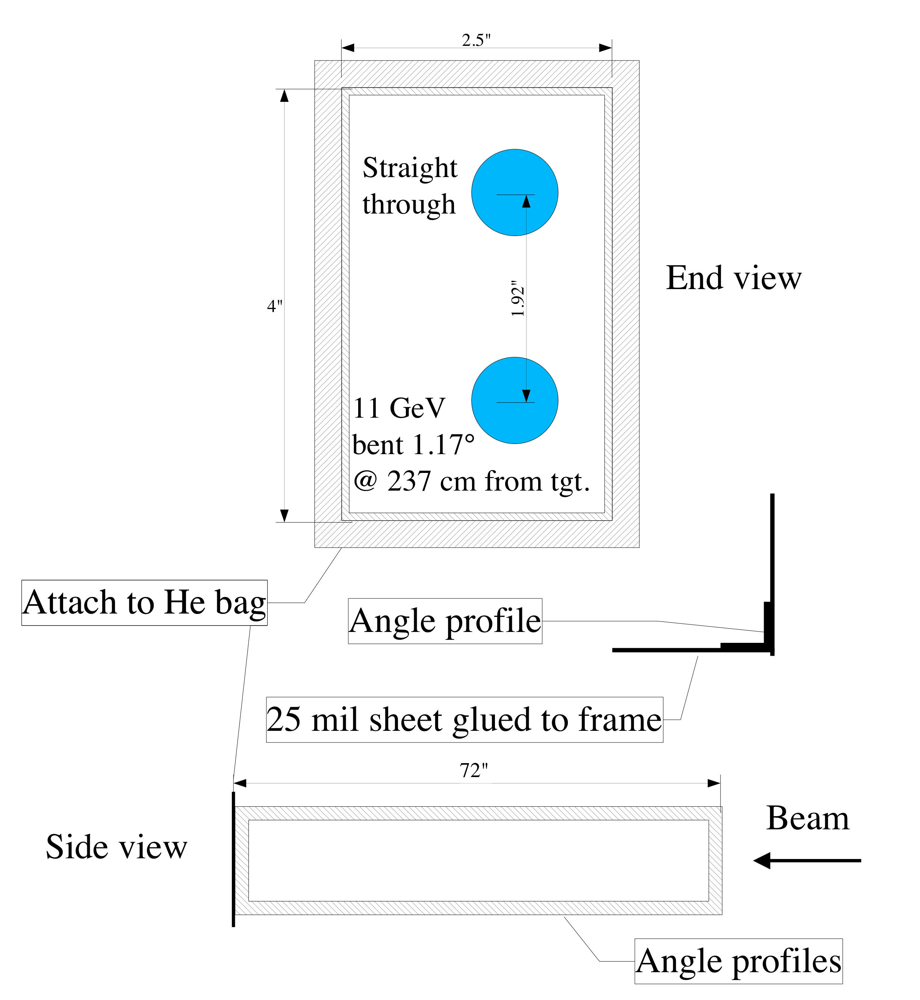 2.5"
Straight
through
End view
4"
1.92"
11 GeV
bent 1.17°
@ 237 cm from tgt.
Attach to He bag
Angle profile
25 mil sheet glued to frame
72"
Beam
Side view
Angle profiles